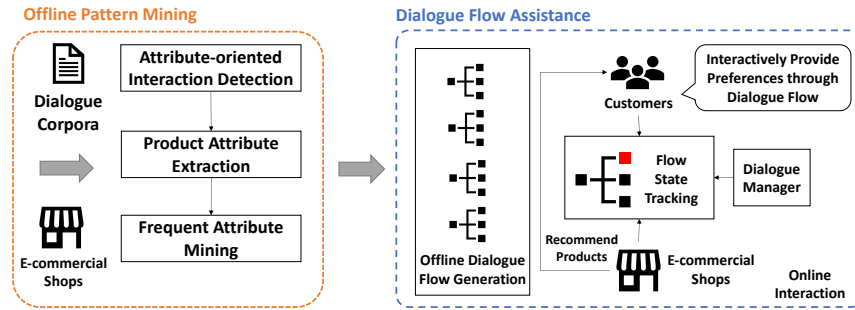 Offline Pattern Mining
Dialogue
Corpora
E-commercial
Shops
Attribute-oriented
Interaction Detection
Product Attribute
Extraction
Frequent Attribute
Mining
Dialogue Flow Assistance
Offline Dialogue
Flow Generation
Customers
Interactively Provide
Preferences through
Dialogue Flow
Flow
State
Tracking
Dialogue
Manager
Recommend
Products
E-commercial
Shops
Online
Interaction